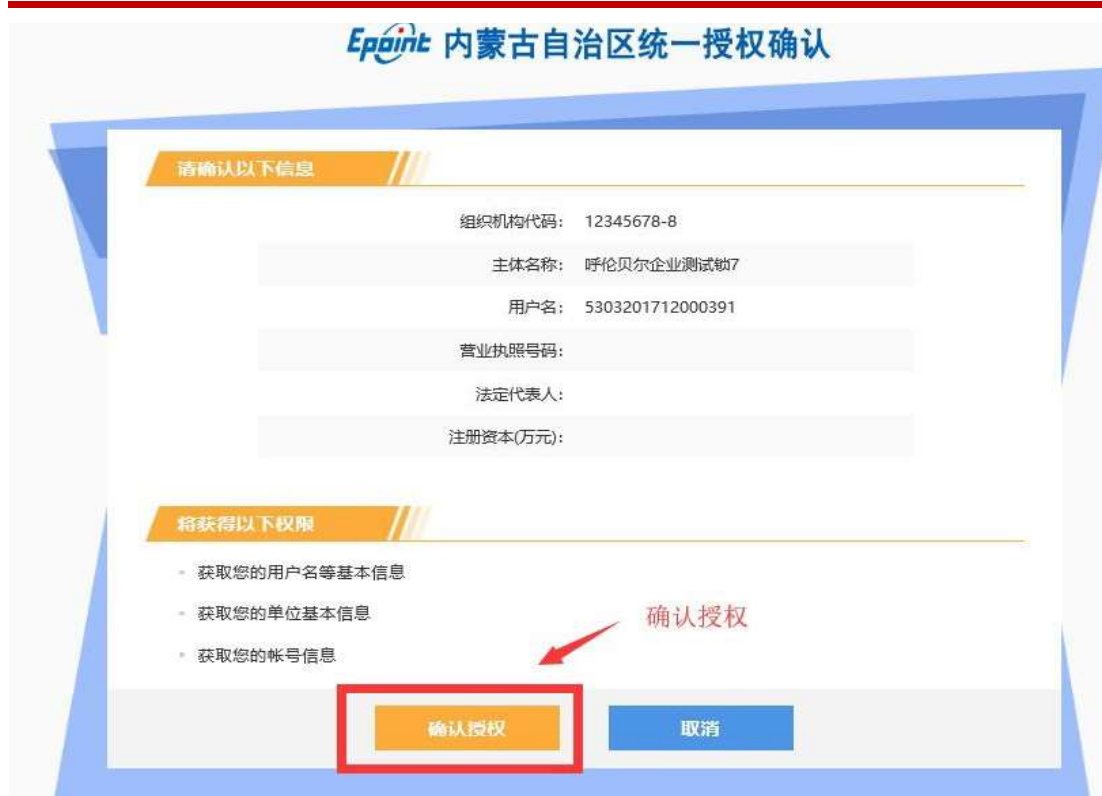 Epoint 内蒙古自治区统一授权确认
请确认以下信息
组织机构代码： 12345678-8
主体名称： 呼伦贝尔企业测试锁7
用户名： 5303201712000391
营业执照号码：
法定代表人：
注册资本(万元)：
将获得以下权限
获取您的用户名等基本信息
获取您的单位基本信息
确认授权
获取您的帐号信息
确认授权 取消